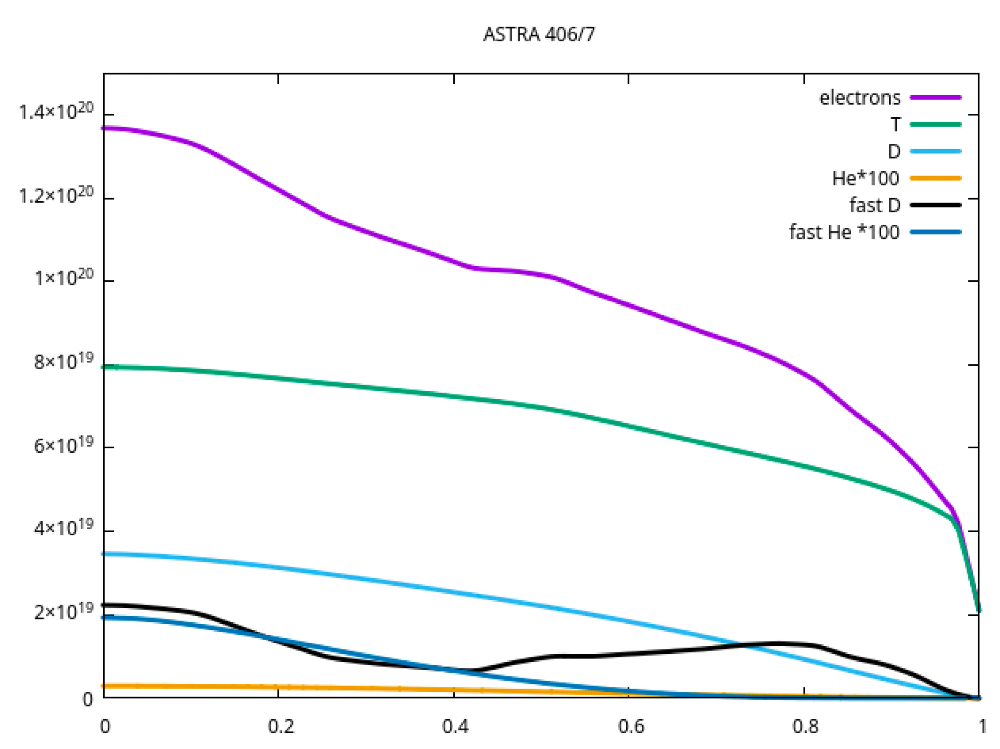 ASTRA 406/7
1.4×10²⁰
1.2×10²⁰
1×10²⁰
8×10¹⁹
6×10¹⁹
4×10¹⁹
2×10¹⁹
0
electrons
T
D
He*100
fast D
fast He *100
0 0.2 0.4 0.6 0.8 1